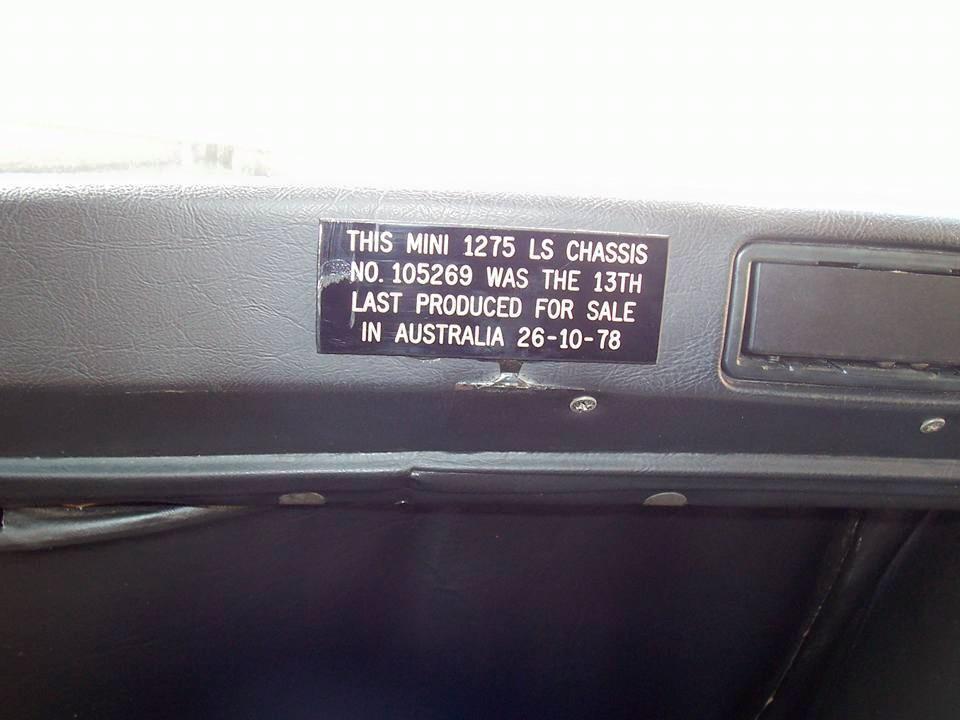 THIS MINI 1275 LS CHASSIS
NO. 105269 WAS THE 13TH
LAST PRODUCED FOR SALE
IN AUSTRALIA 26-10-78